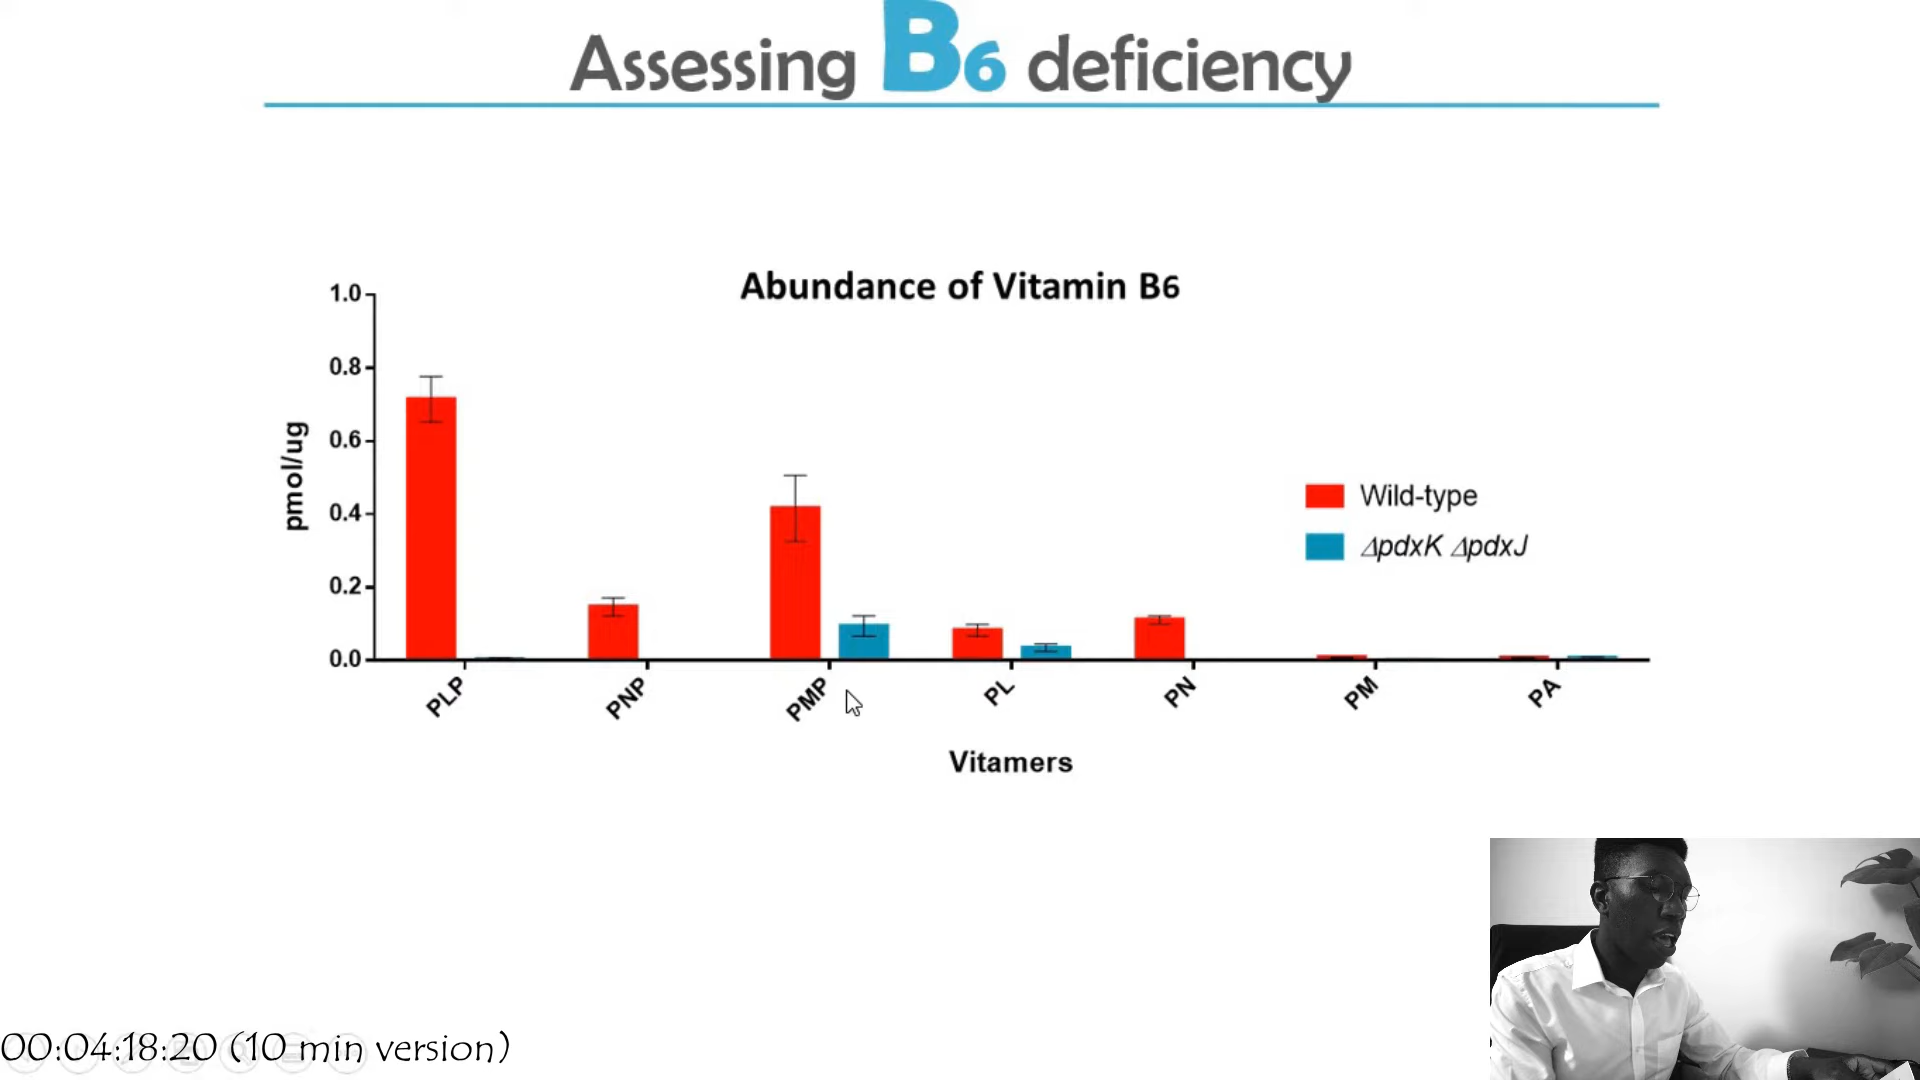 Assessing B6 deficiency
Abundance of Vitamin B6
1.0
0.8
0.6
0.4
0.2
0.0
pmol/ug
Wild-type
ΔpdxK ΔpdxJ
PLP PNP PMP PL PN PM PA
Vitamers
00:04:18:20 (10 min version)